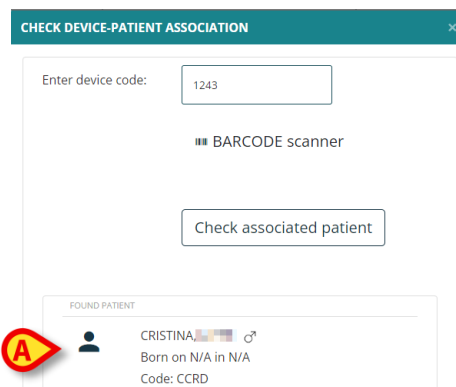 CHECK DEVICE-PATIENT ASSOCIATION ×
Enter device code: 1243
BARCODE scanner
Check associated patient
FOUND PATIENT
A
CRISTINA, ♂
Born on N/A in N/A
Code: CCRD